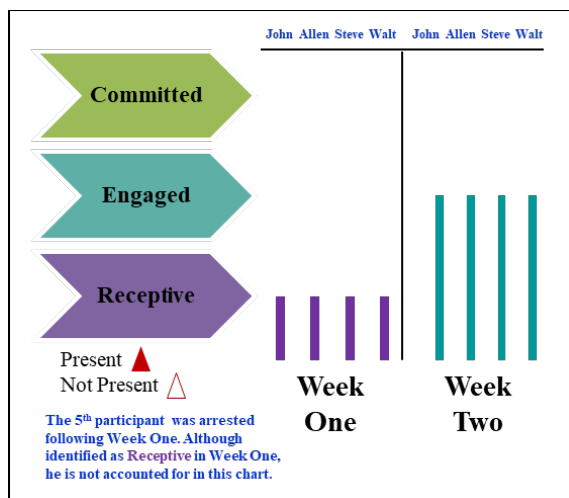 John Allen Steve Walt
John Allen Steve Walt
Committed
Engaged
Receptive
Present
Not Present
Week
One
Week
Two
The 5th participant was arrested
following Week One. Although
identified as Receptive in Week One,
he is not accounted for in this chart.